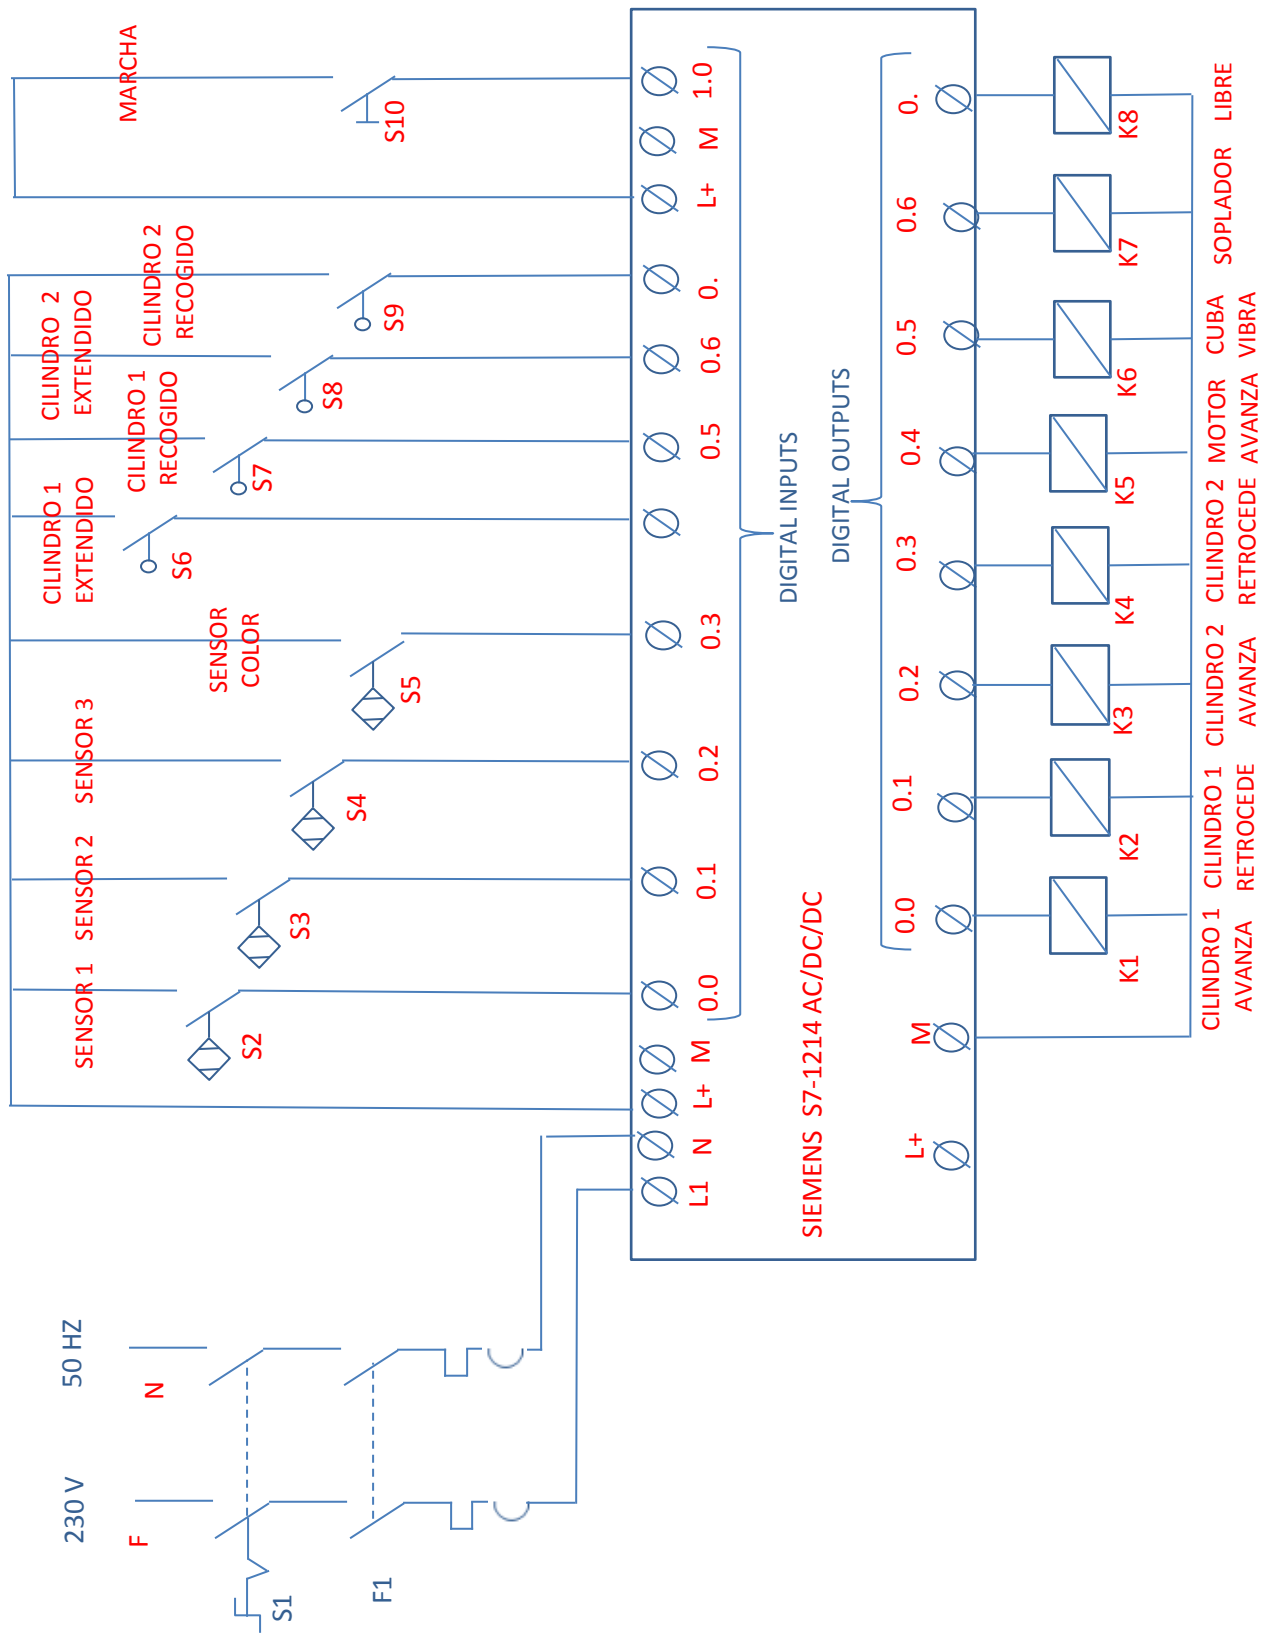 230 V
50 HZ
F
N
S1
F1
SENSOR 1
SENSOR 2
SENSOR 3
SENSOR
COLOR
CILINDRO 1
EXTENDIDO
CILINDRO 1
RECOGIDO
CILINDRO 2
EXTENDIDO
CILINDRO 2
RECOGIDO
MARCHA
S2
S3
S4
S5
S6
S7
S8
S9
S10
L1
N
L+
M
0.0
0.1
0.2
0.3
0.5
0.6
0.
L+
M
1.0
DIGITAL INPUTS
SIEMENS S7-1214 AC/DC/DC
DIGITAL OUTPUTS
L+
M
0.0
0.1
0.2
0.3
0.4
0.5
0.6
0.
K1
K2
K3
K4
K5
K6
K7
K8
CILINDRO 1
AVANZA
CILINDRO 1
RETROCEDE
CILINDRO 2
AVANZA
CILINDRO 2
RETROCEDE
MOTOR
AVANZA
CUBA
VIBRA
SOPLADOR
LIBRE